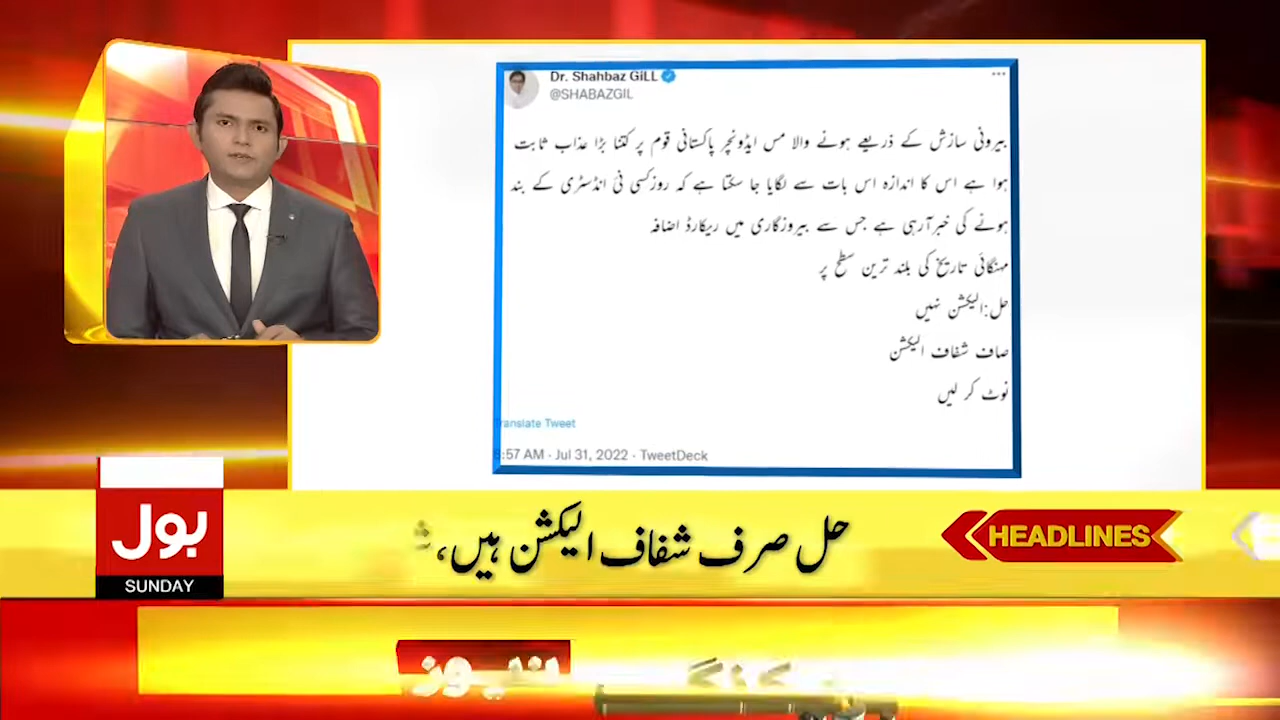 Dr. Shahbaz GiLL
@SHABAZGIL
بیرونی سازش کے ذریعے ہونے والا مس ایڈونچر پاکستانی قوم پر کتنا بڑا عذاب ثابت
ہوا ہے اس کا اندازہ اس بات سے لگایا جا سکتا ہے کہ روزکسی نئ انڈسٹری کے بند
ہونے کی خبرآرہی ہے جس سے بیروزگاری میں ریکارڈ اضافہ
مہنگائی تاریخ کی بلند ترین سطح پر
حل:الیکشن نہیں
صاف شفاف الیکشن
نوٹ کر لیں
ranslate Tweet
:57 AM · Jul 31, 2022 · TweetDeck
HEADLINES
حل صرف شفاف الیکشن ہیں،
بول
SUNDAY